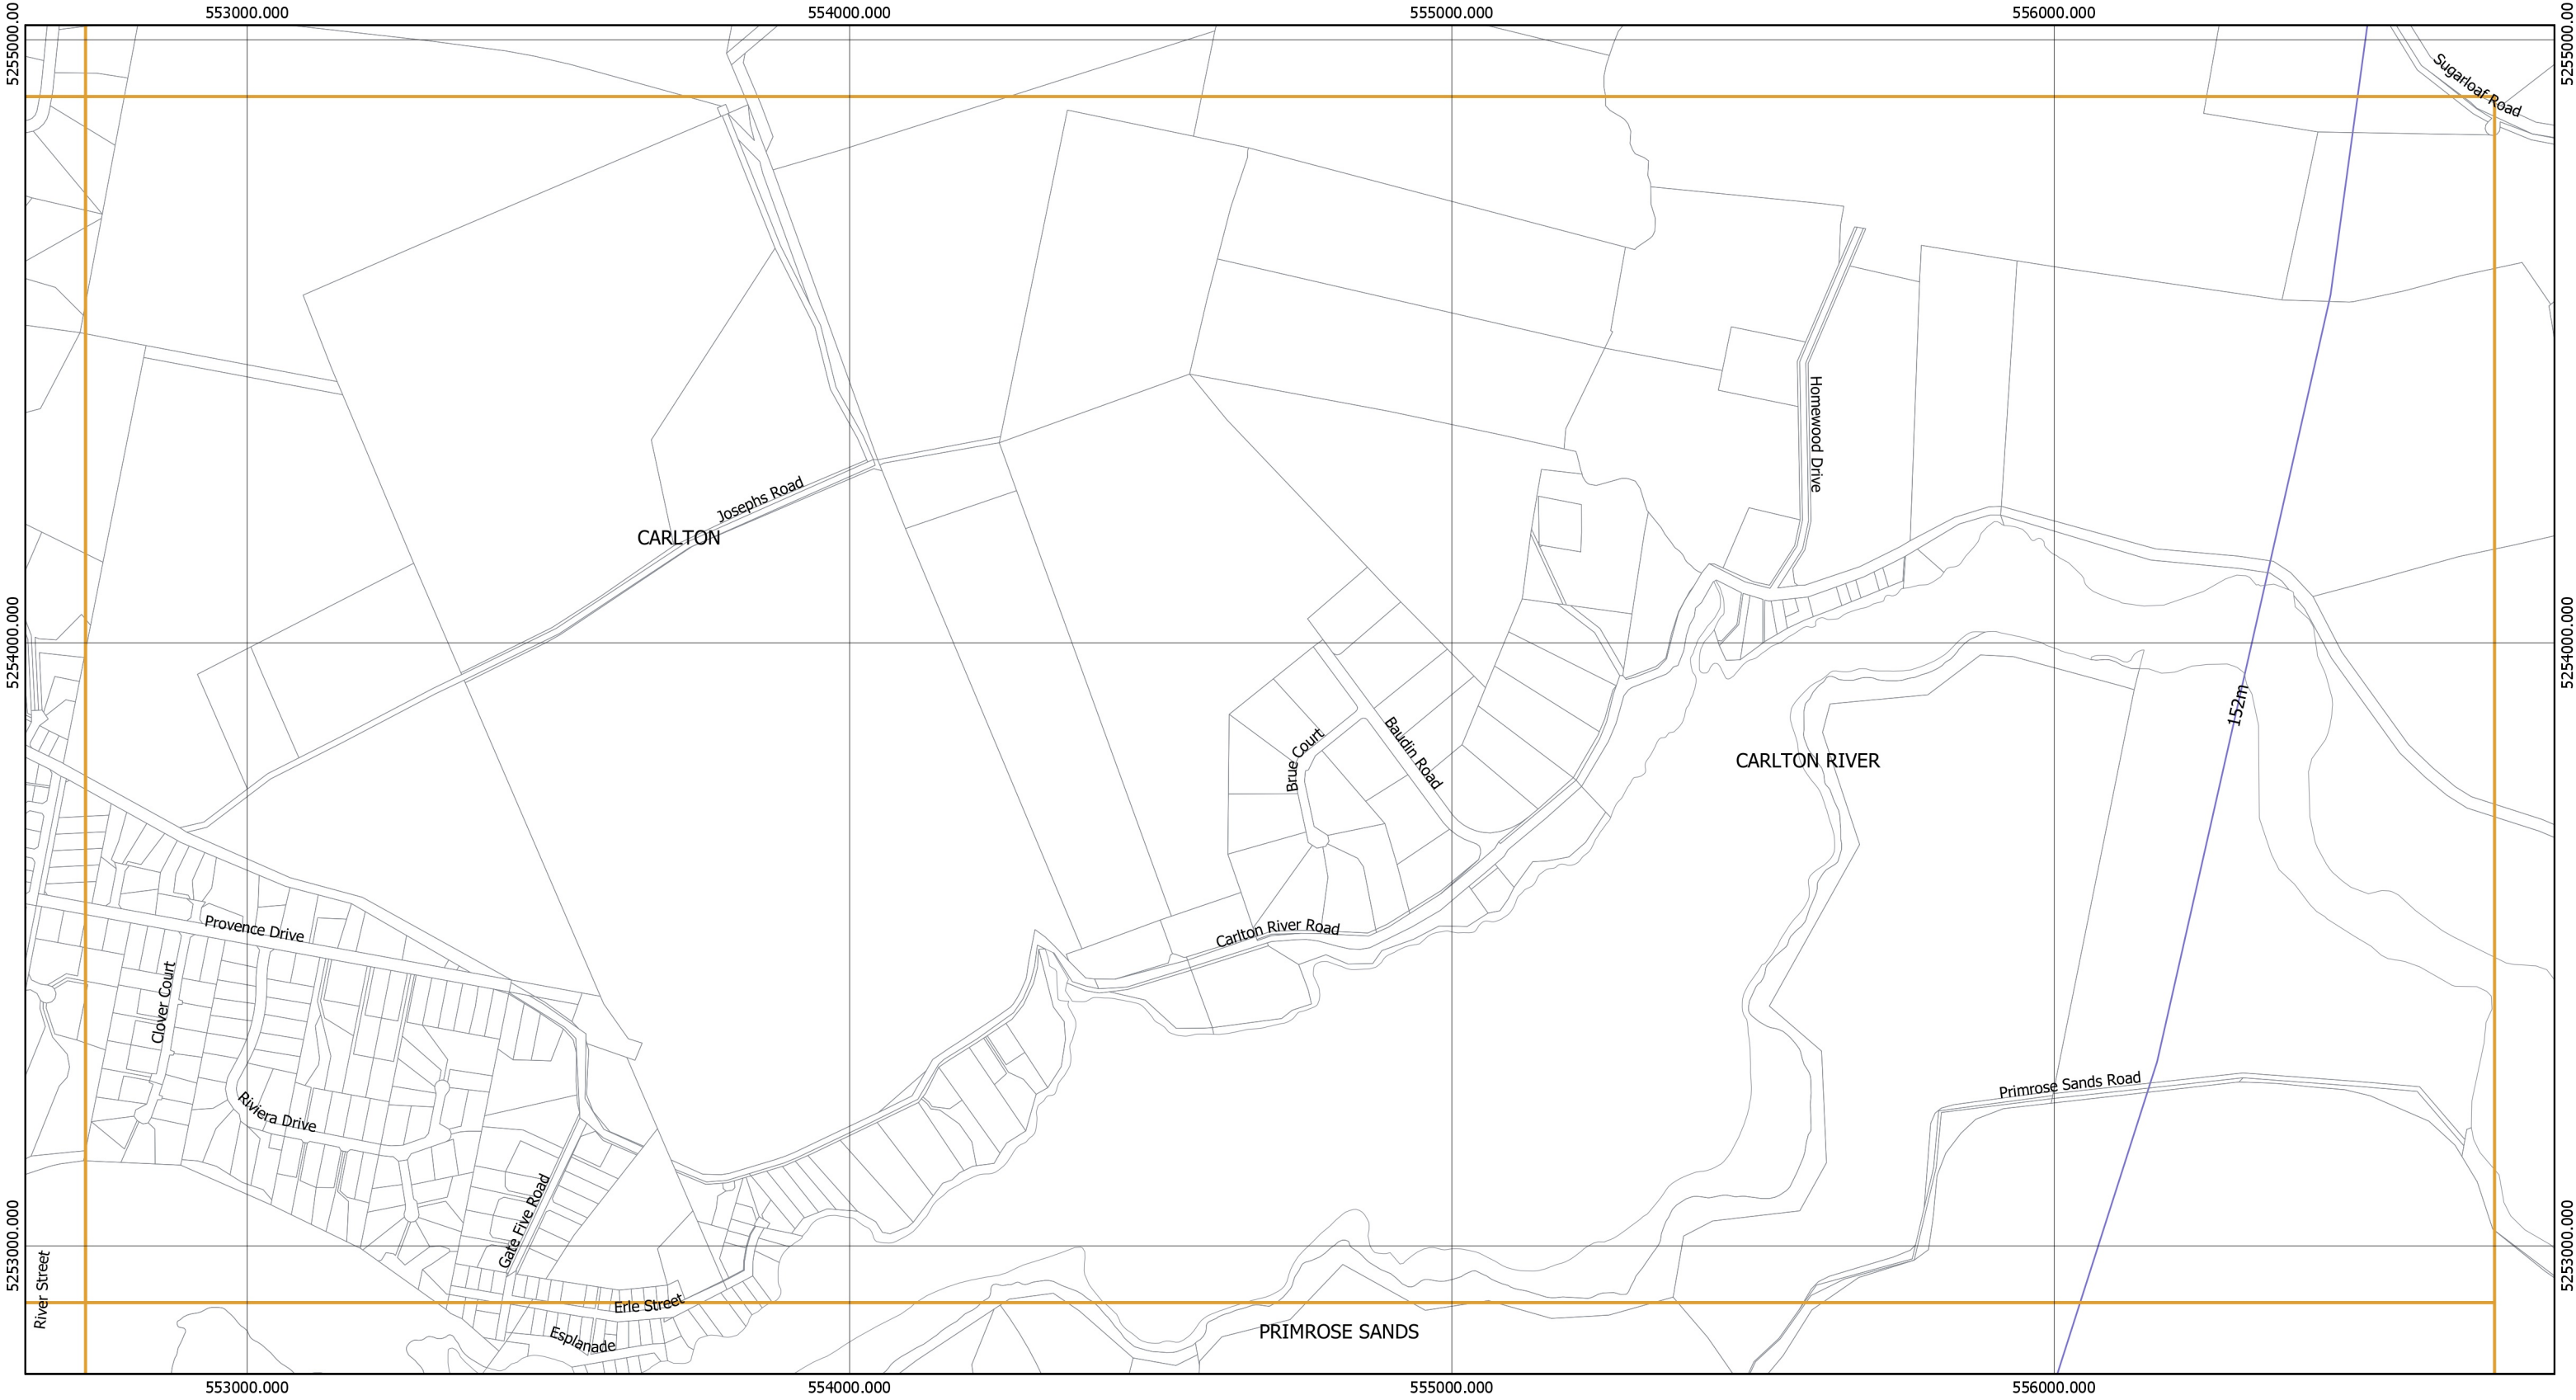 553000.000
554000.000
555000.000
556000.000
5255000.00
5255000.00
Sugarloaf Road
Homewood Drive
Josephs Road
CARLTON
5254000.000
5254000.000
152m
Baudin Road
Brue Court
CARLTON RIVER
Provence Drive
Carlton River Road
Clover Court
Primrose Sands Road
Riviera Drive
Gate Five Road
5253000.000
5253000.000
River Street
Erle Street
Esplanade
PRIMROSE SANDS
553000.000
554000.000
555000.000
556000.000